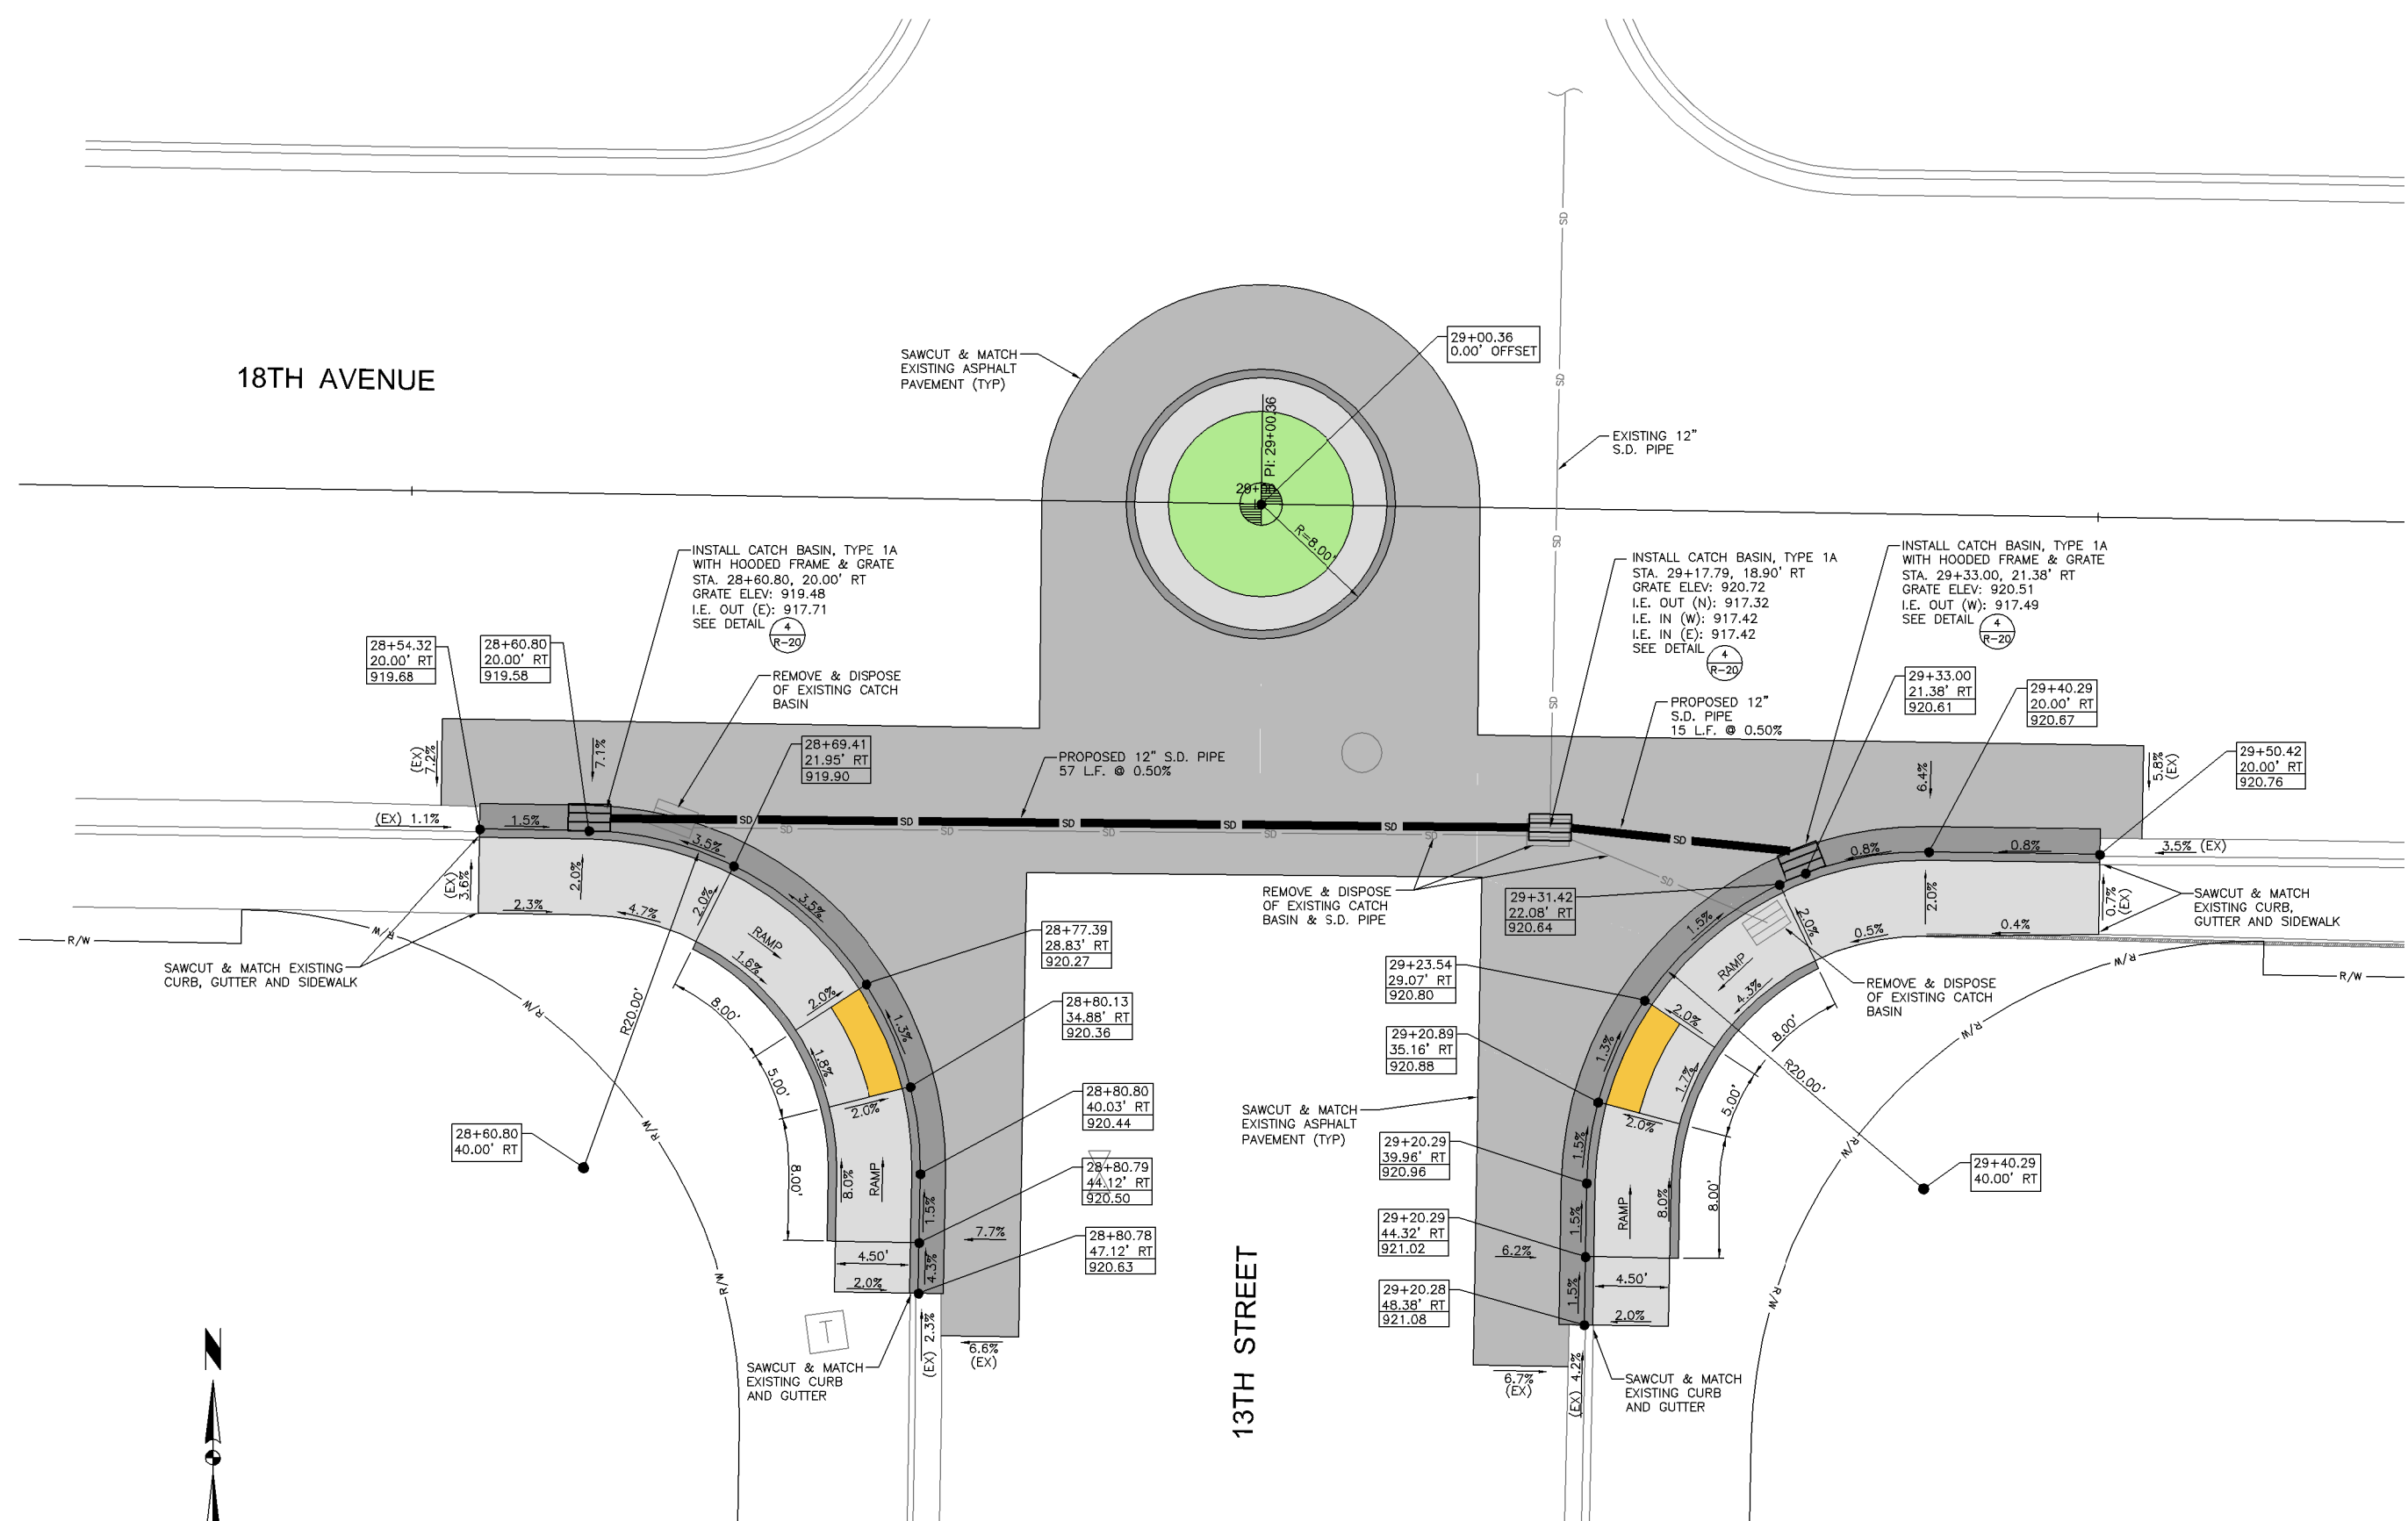 18TH AVENUE
SAWCUT & MATCH
EXISTING ASPHALT
PAVEMENT (TYP)
29+00.36
0.00' OFFSET
PI: 29+00.36
R=8.00'
SD
SD
SD
SD
EXISTING 12"
S.D. PIPE
INSTALL CATCH BASIN, TYPE 1A
WITH HOODED FRAME & GRATE
STA. 28+60.80, 20.00' RT
GRATE ELEV: 919.48
I.E. OUT (E): 917.71
SEE DETAIL
4
R-20
INSTALL CATCH BASIN, TYPE 1A
STA. 29+17.79, 18.90' RT
GRATE ELEV: 920.72
I.E. OUT (N): 917.32
I.E. IN (W): 917.42
I.E. IN (E): 917.42
SEE DETAIL
4
R-20
INSTALL CATCH BASIN, TYPE 1A
WITH HOODED FRAME & GRATE
STA. 29+33.00, 21.38' RT
GRATE ELEV: 920.51
I.E. OUT (W): 917.49
SEE DETAIL
4
R-20
28+54.32
20.00' RT
919.68
28+60.80
20.00' RT
919.58
REMOVE & DISPOSE
OF EXISTING CATCH
BASIN
28+69.41
21.95' RT
919.90
PROPOSED 12" S.D. PIPE
57 L.F. @ 0.50%
PROPOSED 12"
S.D. PIPE
15 L.F. @ 0.50%
29+33.00
21.38' RT
920.61
29+40.29
20.00' RT
920.67
29+50.42
20.00' RT
920.76
(EX)
7.2%
7.1%
6.4%
5.8%
(EX)
(EX) 1.1%
1.5%
SD
SD
SD
SD
SD
SD
SD
SD
SD
SD
SD
SD
SD
0.8%
0.8%
3.5% (EX)
3.5%
(EX)
3.6%
2.0%
2.0%
2.3%
4.7%
3.5%
REMOVE & DISPOSE
OF EXISTING CATCH
BASIN & S.D. PIPE
29+31.42
22.08' RT
920.64
1.5%
2.0%
2.0%
0.7%
(EX)
0.5%
0.4%
SAWCUT & MATCH
EXISTING CURB,
GUTTER AND SIDEWALK
R/W
R/W
SAWCUT & MATCH EXISTING
CURB, GUTTER AND SIDEWALK
RAMP
1.6%
8.00'
R20.00'
2.0%
R/W
28+77.39
28.83' RT
920.27
28+80.13
34.88' RT
920.36
1.3%
1.8%
5.00'
2.0%
28+80.80
40.03' RT
920.44
28+60.80
40.00' RT
R/W
8.00'
8.0%
RAMP
1.5%
28+80.79
44.12' RT
920.50
28+80.78
47.12' RT
920.63
7.7%
4.50'
4.3%
2.0%
R/W
T
(EX) 2.3%
6.6%
(EX)
SAWCUT & MATCH
EXISTING CURB
AND GUTTER
N
13TH STREET
29+23.54
29.07' RT
920.80
RAMP
4.3%
8.00'
REMOVE & DISPOSE
OF EXISTING CATCH
BASIN
R/W
R/W
R/W
29+20.89
35.16' RT
920.88
1.3%
2.0%
1.7%
5.00'
R20.00'
SAWCUT & MATCH
EXISTING ASPHALT
PAVEMENT (TYP)
2.0%
29+20.29
39.96' RT
920.96
1.5%
R/W
29+40.29
40.00' RT
RAMP
8.0%
8.00'
29+20.29
44.32' RT
921.02
1.5%
6.2%
4.50'
29+20.28
48.38' RT
921.08
1.5%
2.0%
R/W
6.7%
(EX)
(EX) 4.2%
SAWCUT & MATCH
EXISTING CURB
AND GUTTER